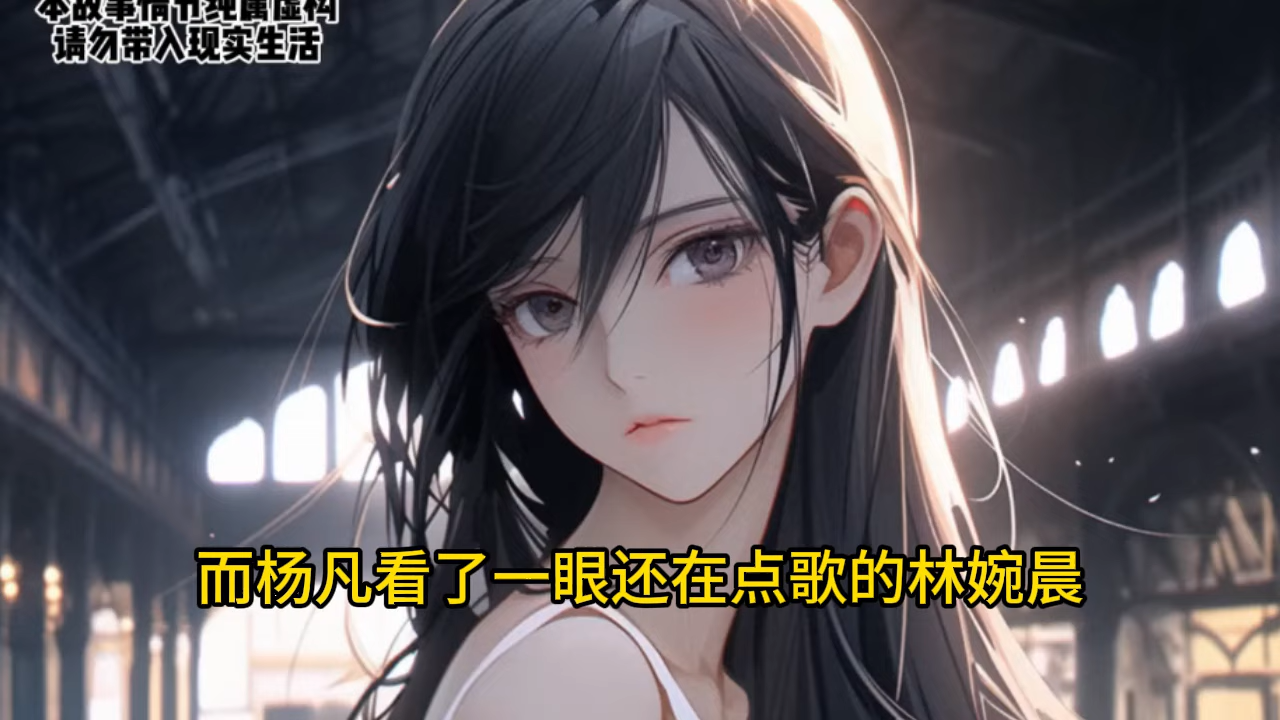 本故事情节纯属虚构
请勿带入现实生活
而杨凡看了一眼还在点歌的林婉晨